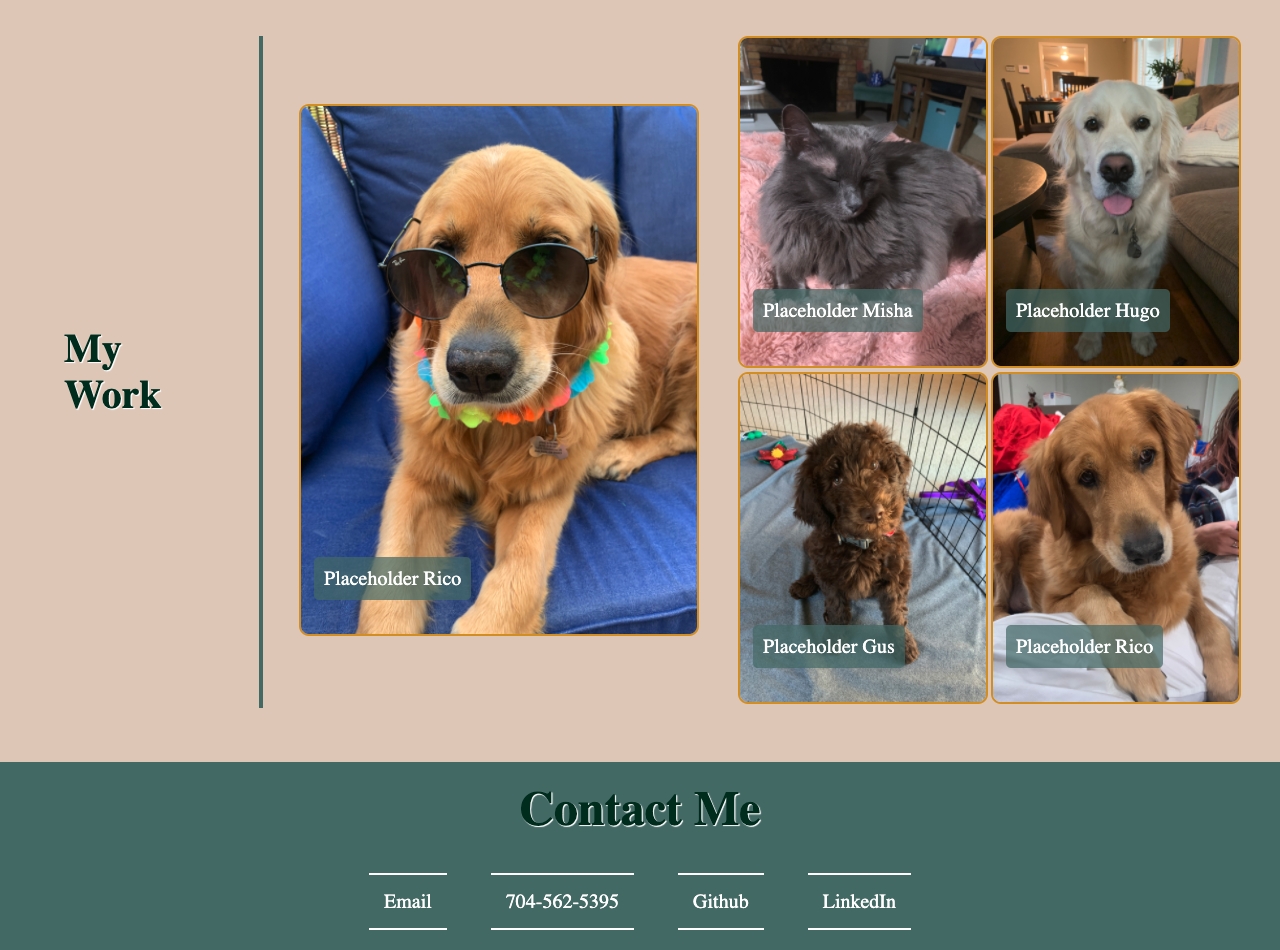 My
Work
Placeholder Rico
Placeholder Misha
Placeholder Hugo
Placeholder Gus
Placeholder Rico
Contact Me
Email
704-562-5395
Github
LinkedIn